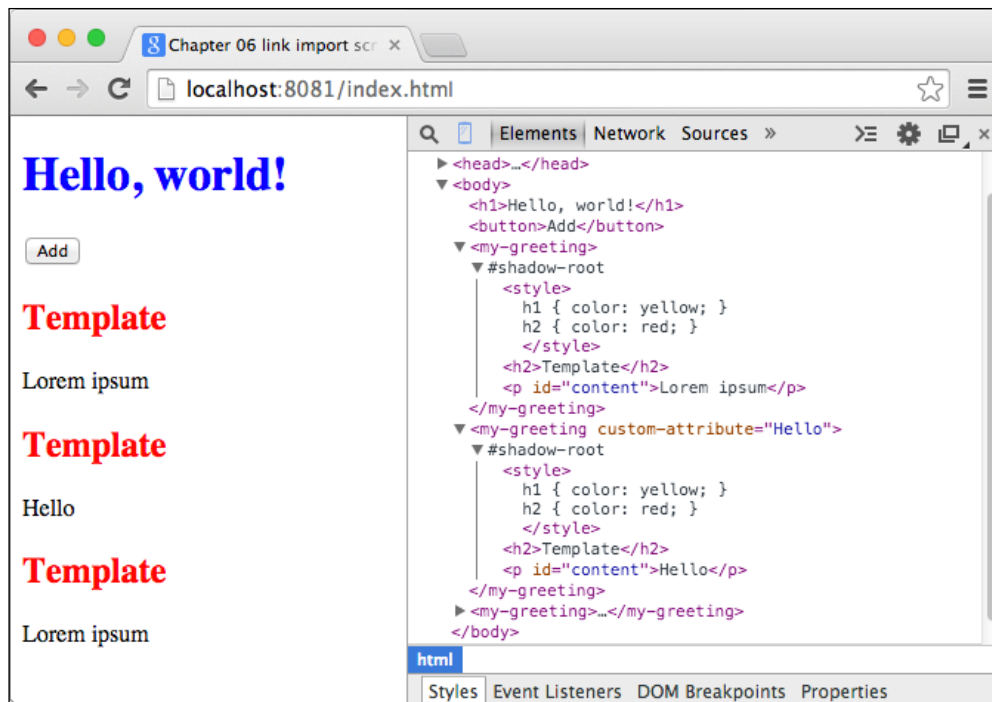 Chapter 06 link import scr
localhost:8081/index.html
Hello, world!
Add
Template
Lorem ipsum
Template
Hello
Template
Lorem ipsum
Elements Network Sources »
<head>…</head>
<body>
<h1>Hello, world!</h1>
<button>Add</button>
<my-greeting>
#shadow-root
<style>
h1 { color: yellow; }
h2 { color: red; }
</style>
<h2>Template</h2>
<p id="content">Lorem ipsum</p>
</my-greeting>
<my-greeting custom-attribute="Hello">
#shadow-root
<style>
h1 { color: yellow; }
h2 { color: red; }
</style>
<h2>Template</h2>
<p id="content">Hello</p>
</my-greeting>
<my-greeting>…</my-greeting>
</body>
html
Styles Event Listeners DOM Breakpoints Properties